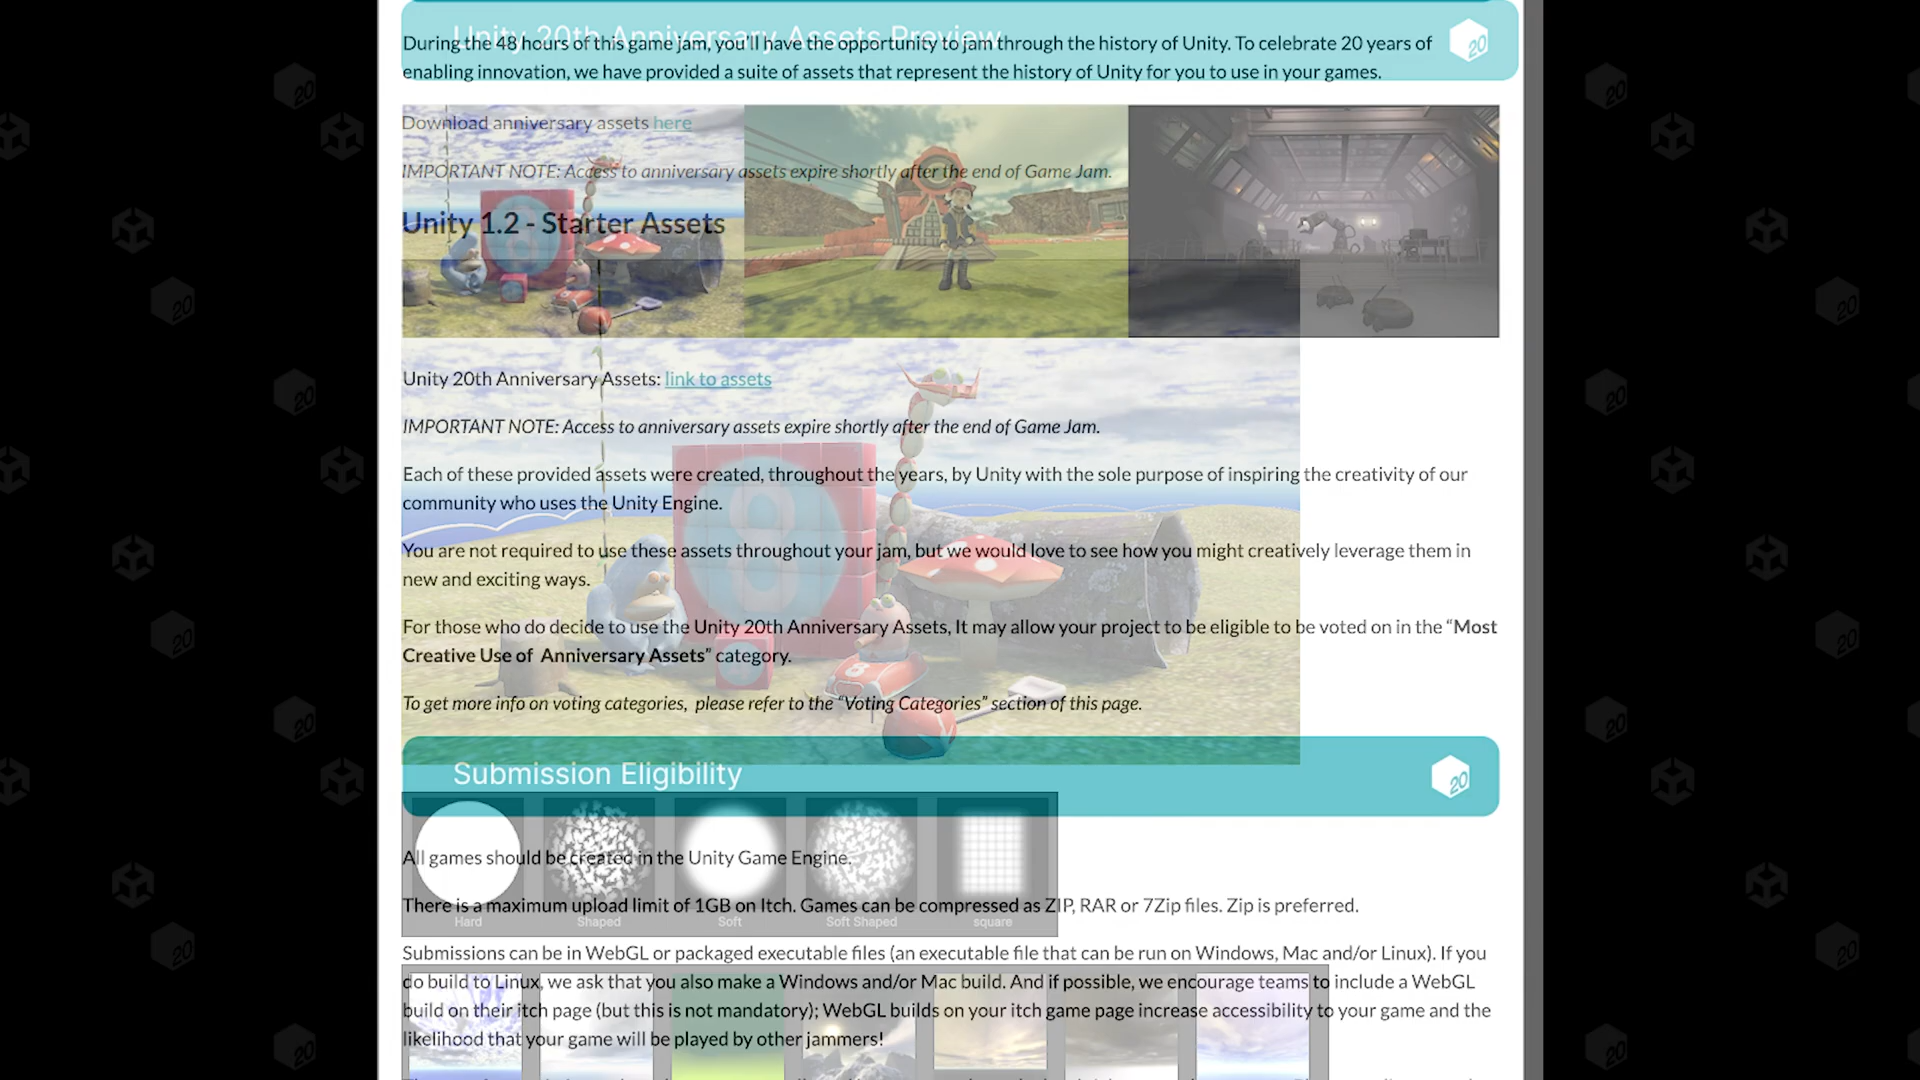 Unity 20th Anniversary Assets Preview
During the 48 hours of this game jam, you'll have the opportunity to jam through the history of Unity. To celebrate 20 years of
enabling innovation, we have provided a suite of assets that represent the history of Unity for you to use in your games.
20
Download anniversary assets here
IMPORTANT NOTE: Access to anniversary assets expire shortly after the end of Game Jam.
Unity 1.2 - Starter Assets
Unity 20th Anniversary Assets: link to assets
IMPORTANT NOTE: Access to anniversary assets expire shortly after the end of Game Jam.
Each of these provided assets were created, throughout the years, by Unity with the sole purpose of inspiring the creativity of our
community who uses the Unity Engine.
You are not required to use these assets throughout your jam, but we would love to see how you might creatively leverage them in
new and exciting ways.
For those who do decide to use the Unity 20th Anniversary Assets, It may allow your project to be eligible to be voted on in the “Most
Creative Use of Anniversary Assets” category.
To get more info on voting categories, please refer to the “Voting Categories” section of this page.
Submission Eligibility
20
All games should be created in the Unity Game Engine.
There is a maximum upload limit of 1GB on Itch. Games can be compressed as ZIP, RAR or 7Zip files. Zip is preferred.
Hard Shaped Soft Soft Shaped square
Submissions can be in WebGL or packaged executable files (an executable file that can be run on Windows, Mac and/or Linux). If you
do build to Linux, we ask that you also make a Windows and/or Mac build. And if possible, we encourage teams to include a WebGL
build on their itch page (but this is not mandatory); WebGL builds on your itch game page increase accessibility to your game and the
likelihood that your game will be played by other jammers!